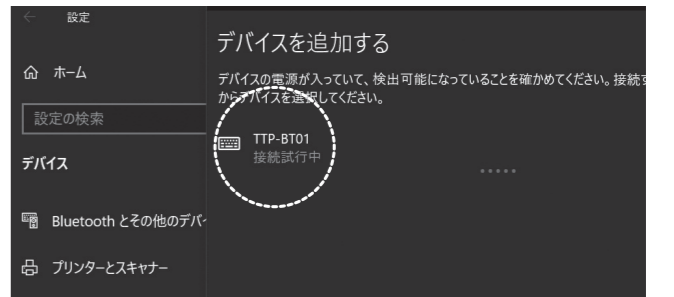 設定
ホーム
設定の検索
デバイス
Bluetooth とその他のデバ
プリンターとスキャナー
デバイスを追加する
デバイスの電源が入っていて、検出可能になっていることを確かめてください。接続す
からデバイスを選択してください。
TTP-BT01
接続試行中